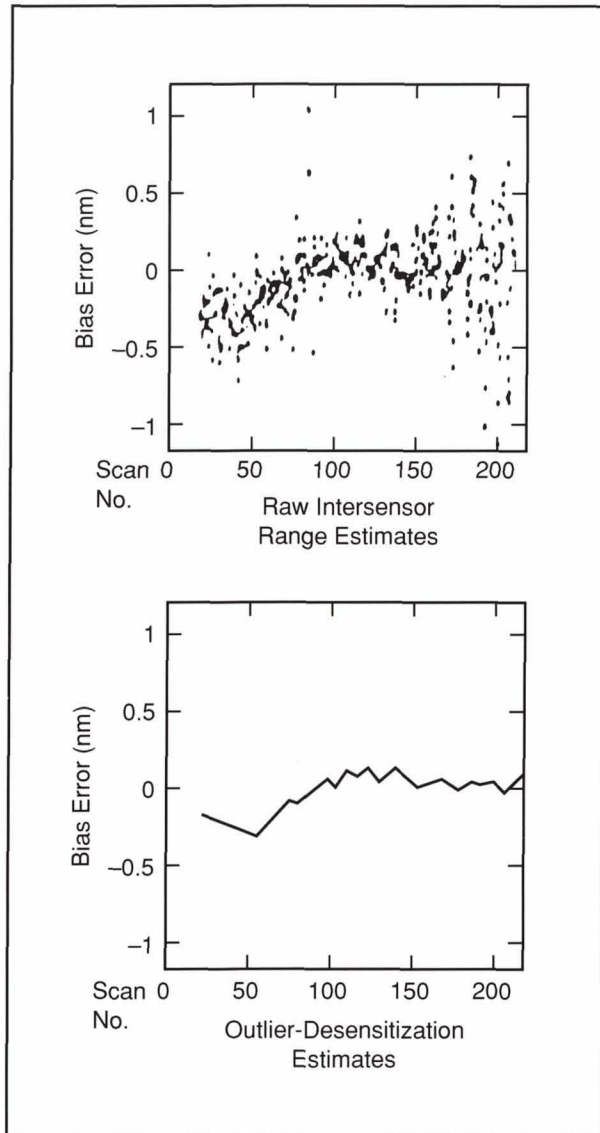 1
0.5
0
−0.5
−1
Bias Error (nm)
Scan No. 0 50 100 150 200
Raw Intersensor
Range Estimates
1
0.5
0
−0.5
−1
Bias Error (nm)
Scan No. 0 50 100 150 200
Outlier-Desensitization
Estimates